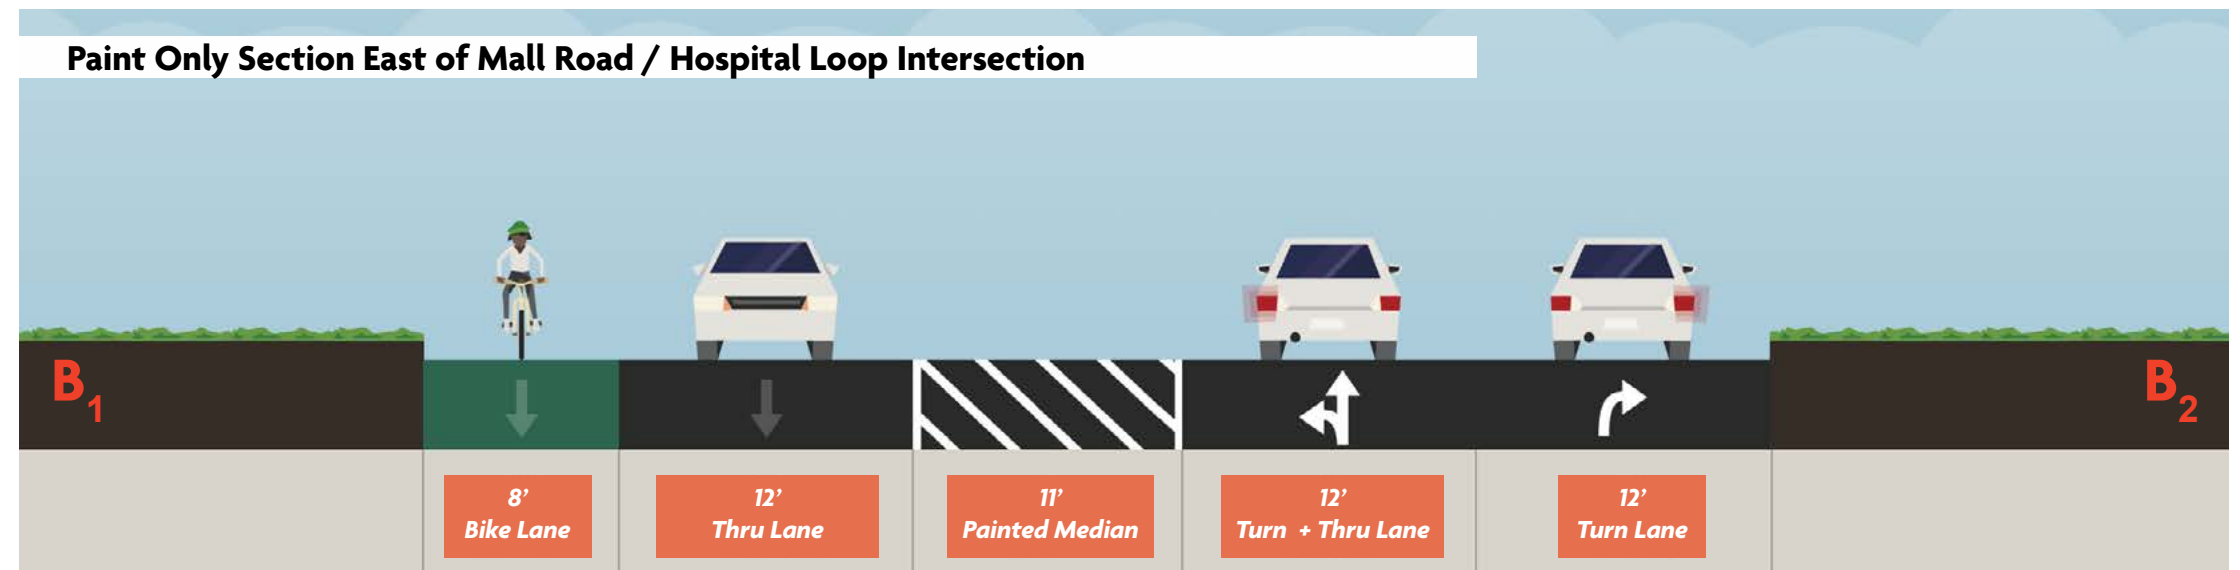 Paint Only Section East of Mall Road / Hospital Loop Intersection
B1
B2
8’
Bike Lane
12’
Thru Lane
11’
Painted Median
12’
Turn + Thru Lane
12’
Turn Lane